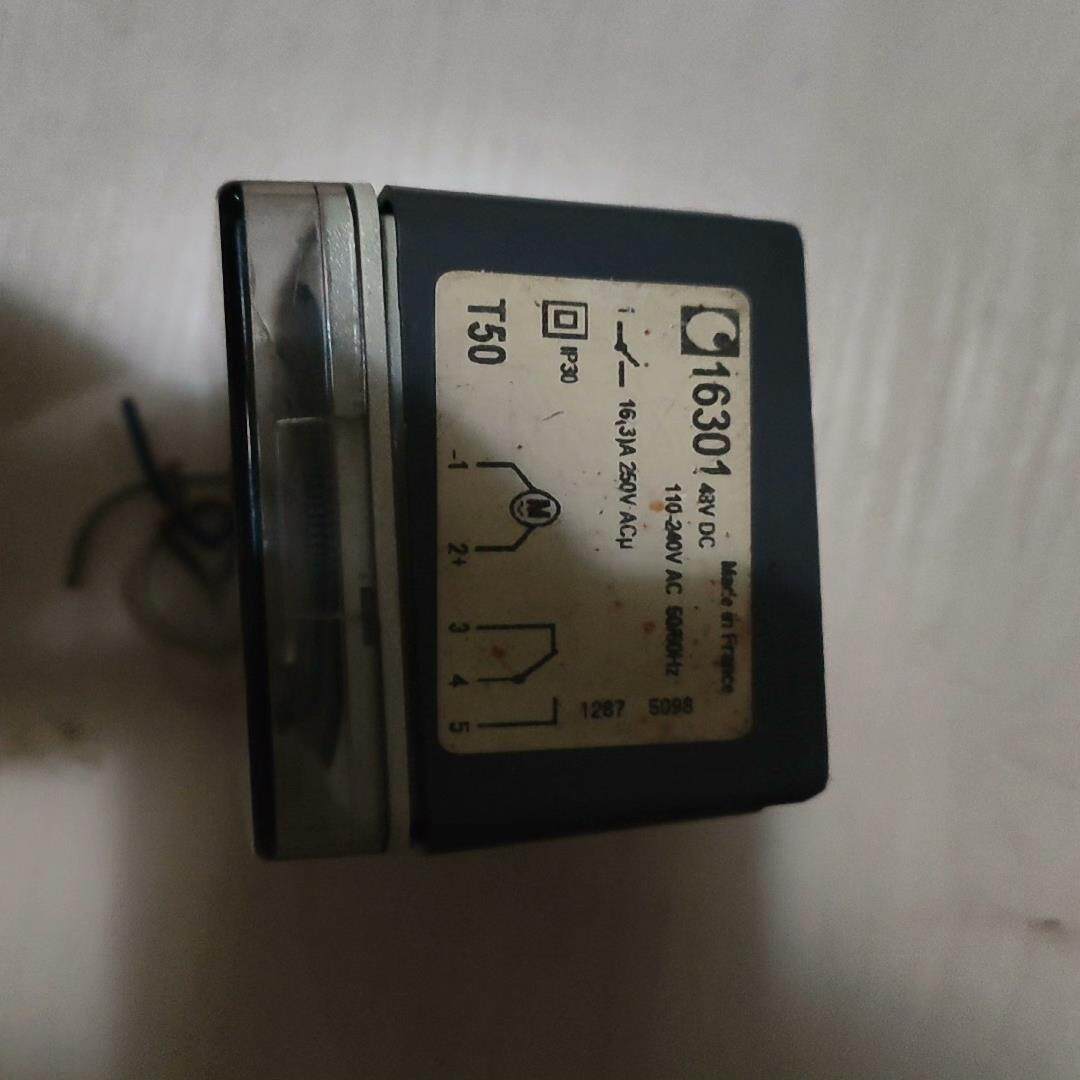 16301
48V DC
Made in France
110-240V AC 50/60Hz
16(3)A 250V ACµ
IP30
T50
M
-1
2+
3
4
5
1287 5098